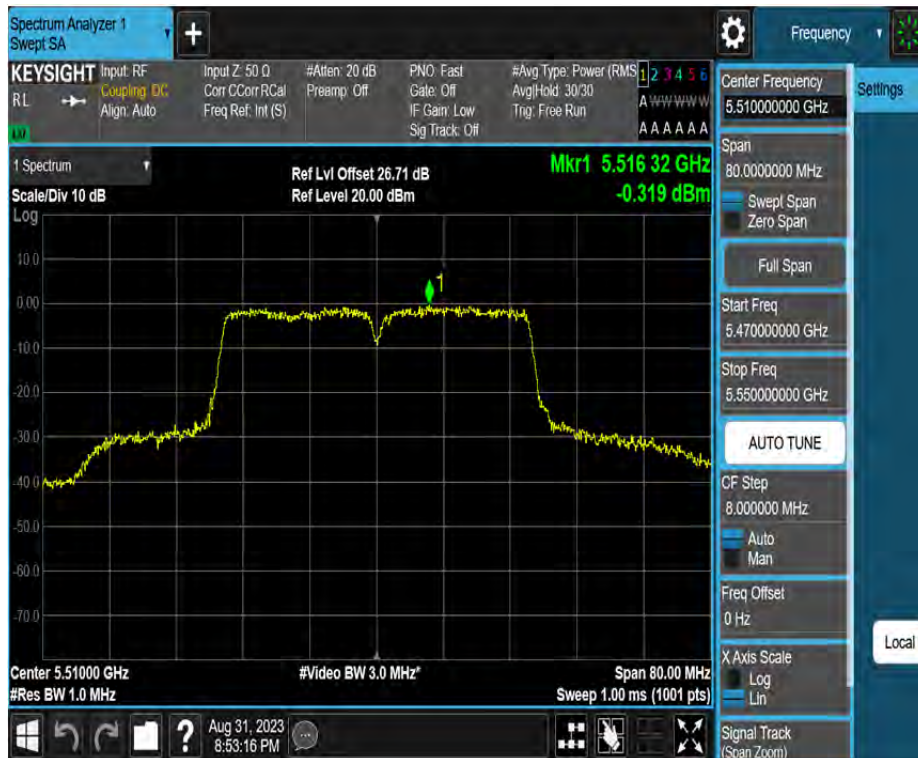 Spectrum Analyzer 1
Swept SA
+
Frequency
KEYSIGHT
RL
Input: RF
Coupling: DC
Align: Auto
Input Z: 50 Ω
Corr CCorr RCal
Freq Ref: Int (S)
#Atten: 20 dB
Preamp: Off
PNO: Fast
Gate: Off
IF Gain: Low
Sig Track: Off
#Avg Type: Power (RMS
Avg|Hold: 30/30
Trig: Free Run
1 2 3 4 5 6
A W W W W W
A A A A A A
1 Spectrum
Scale/Div 10 dB
Log
Ref Lvl Offset 26.71 dB
Ref Level 20.00 dBm
Mkr1 5.516 32 GHz
-0.319 dBm
1
10.0
0.00
-10.0
-20.0
-30.0
-40.0
-50.0
-60.0
-70.0
Center 5.51000 GHz
#Res BW 1.0 MHz
#Video BW 3.0 MHz*
Span 80.00 MHz
Sweep 1.00 ms (1001 pts)
Center Frequency
5.510000000 GHz
Settings
Span
80.0000000 MHz
Swept Span
Zero Span
Full Span
Start Freq
5.470000000 GHz
Stop Freq
5.550000000 GHz
AUTO TUNE
CF Step
8.000000 MHz
Auto
Man
Freq Offset
0 Hz
X Axis Scale
Log
Lin
Local
Signal Track
(Span Zoom)
?
Aug 31, 2023
8:53:16 PM